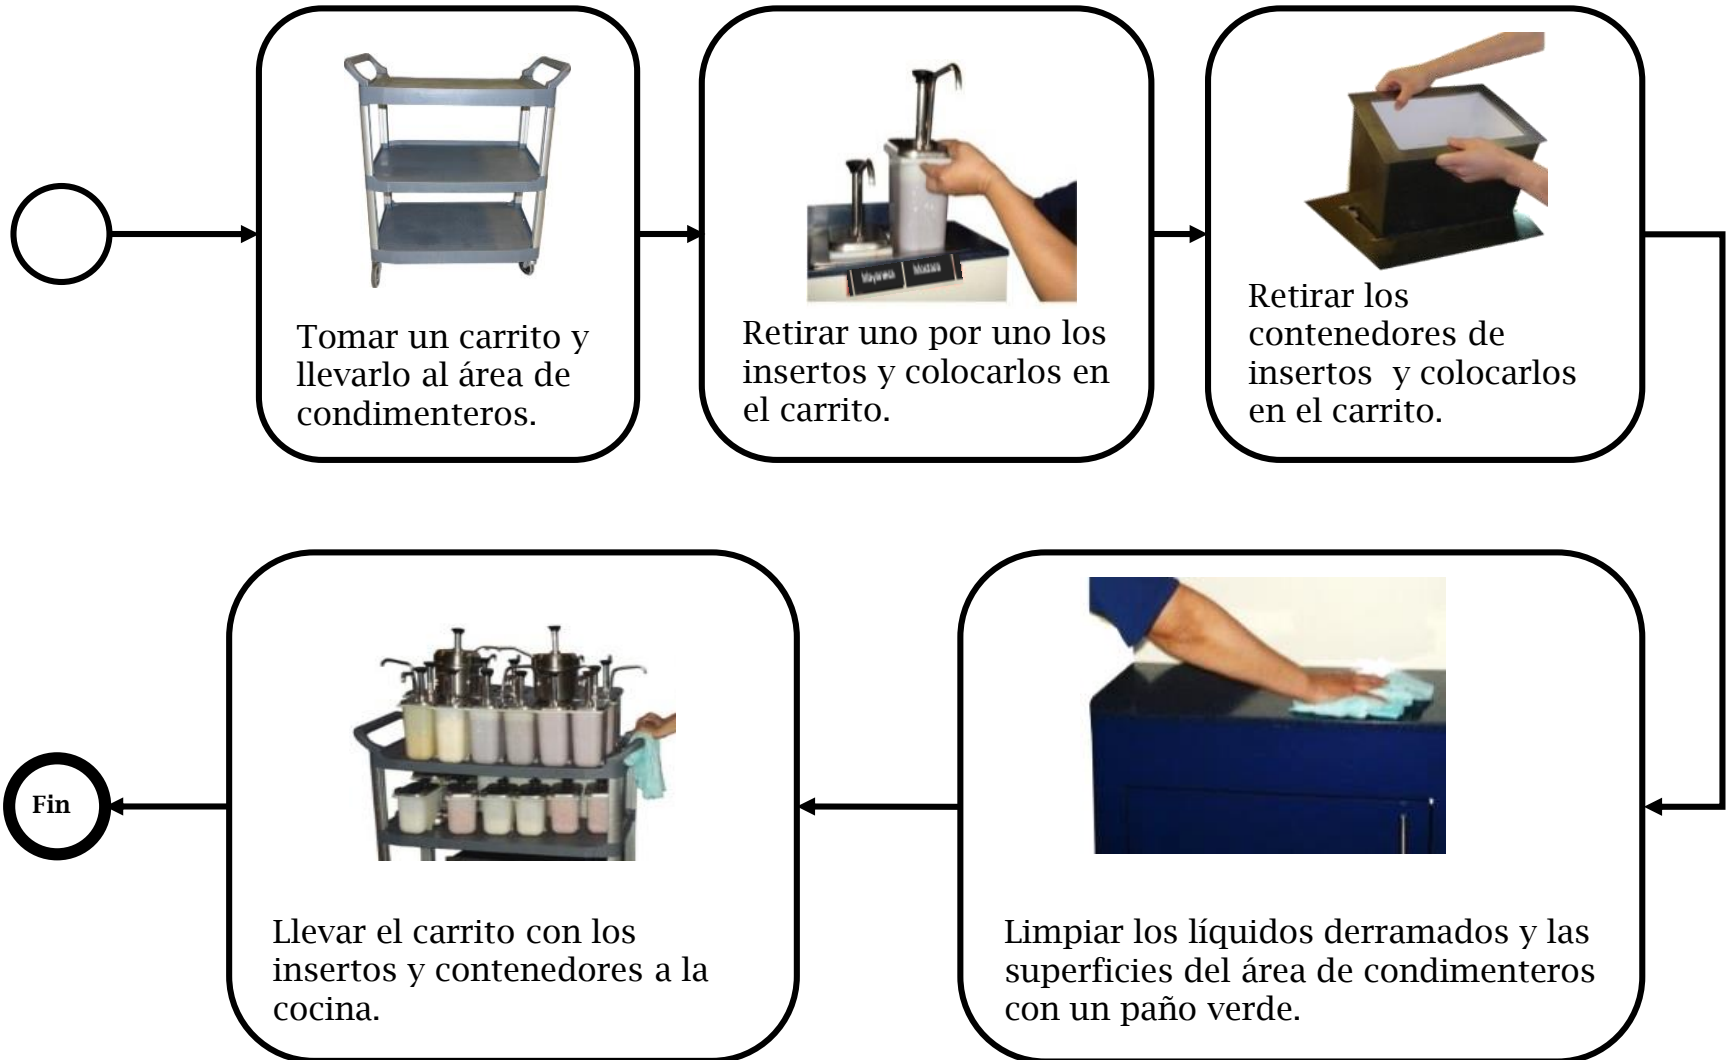 Tomar un carrito y
llevarlo al área de
condimenteros.
Retirar uno por uno los
insertos y colocarlos en
el carrito.
Mayonesa Mostaza
Retirar los
contenedores de
insertos y colocarlos
en el carrito.
Limpiar los líquidos derramados y las
superficies del área de condimenteros
con un paño verde.
Llevar el carrito con los
insertos y contenedores a la
cocina.
Fin